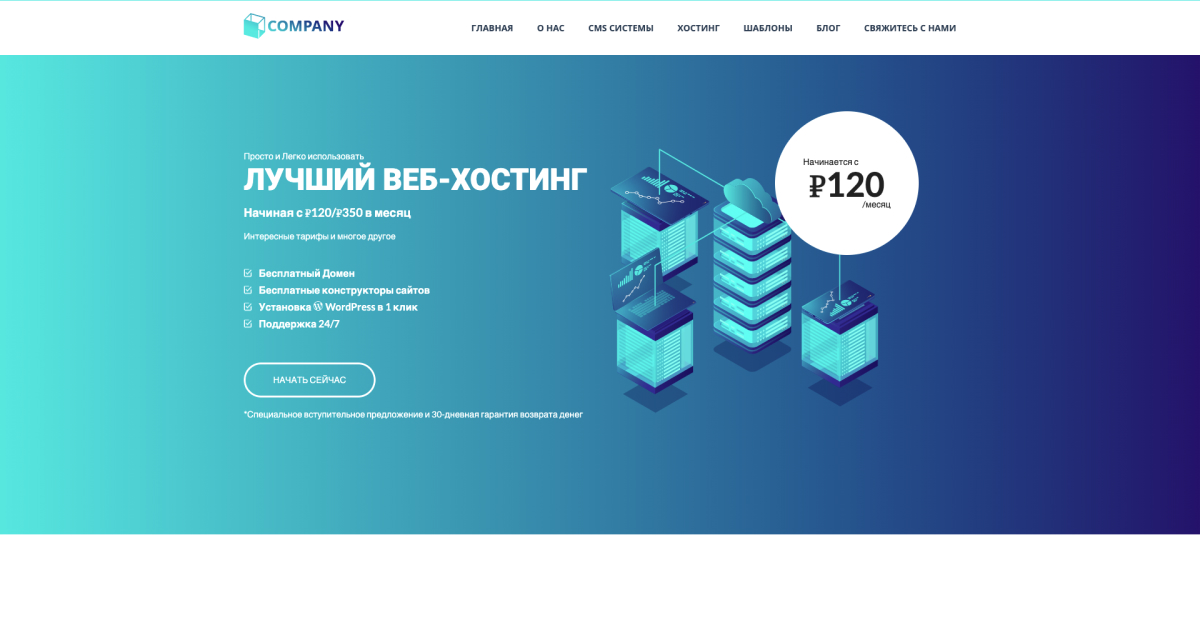 COMPANY
ГЛАВНАЯ О НАС CMS СИСТЕМЫ ХОСТИНГ ШАБЛОНЫ БЛОГ СВЯЖИТЕСЬ С НАМИ
Просто и Легко использовать
ЛУЧШИЙ ВЕБ-ХОСТИНГ
Начиная с ₽120/₽350 в месяц
Интересные тарифы и многое другое
Бесплатный Домен
Бесплатные конструкторы сайтов
Установка WordPress в 1 клик
Поддержка 24/7
НАЧАТЬ СЕЙЧАС
*Специальное вступительное предложение и 30-дневная гарантия возврата денег
Начинается с
₽120
/месяц